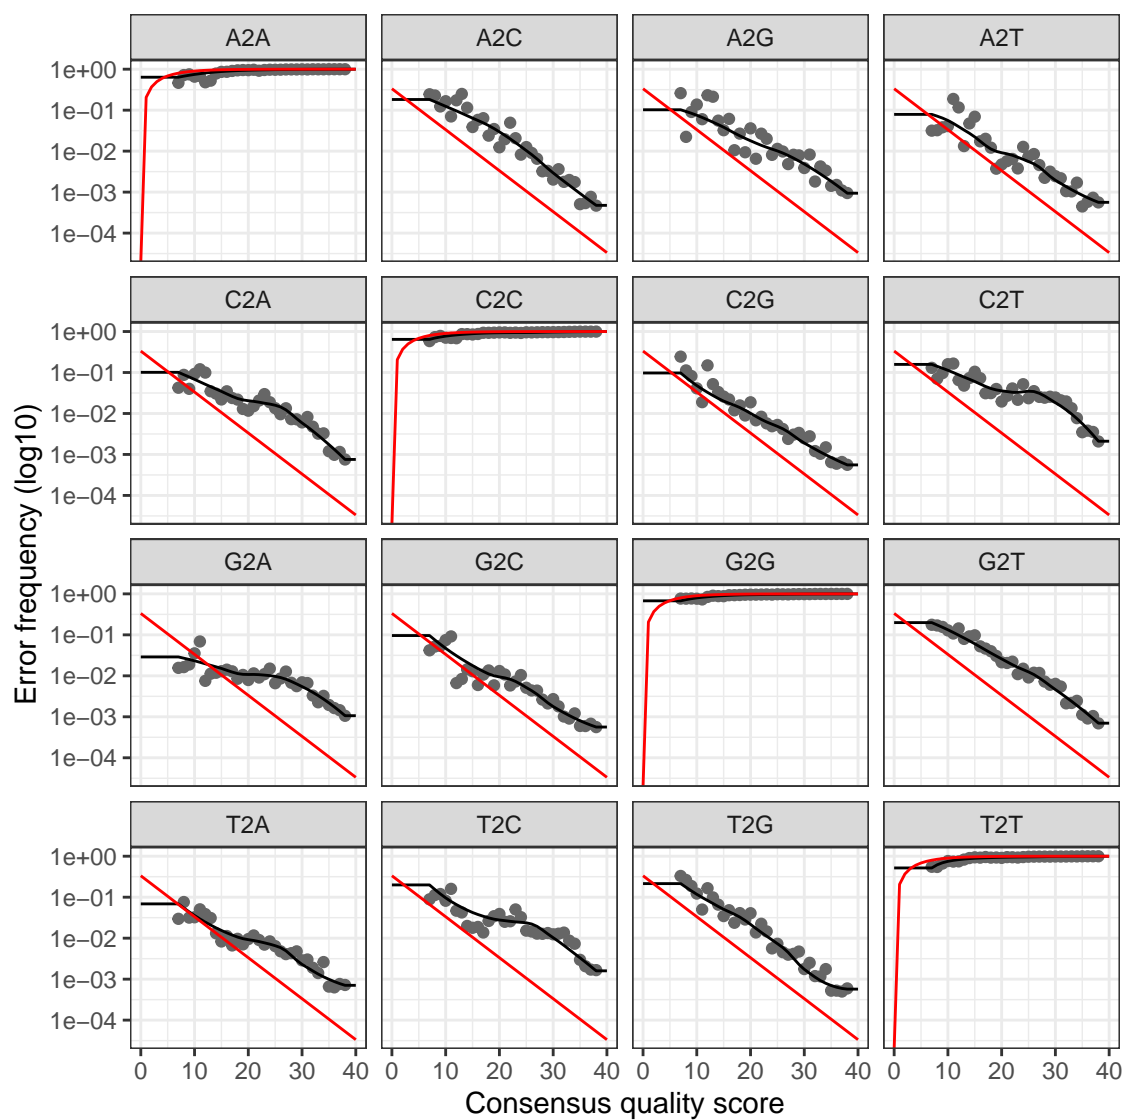 A2A A2C A2G A2T
1e+00
1e−01
1e−02
1e−03
1e−04
C2A C2C C2G C2T
1e+00
1e−01
1e−02
1e−03
1e−04
G2A G2C G2G G2T
1e+00
1e−01
1e−02
1e−03
1e−04
T2A T2C T2G T2T
1e+00
1e−01
1e−02
1e−03
1e−04
0 10 20 30 40 0 10 20 30 40 0 10 20 30 40 0 10 20 30 40
Consensus quality score
Error frequency (log10)